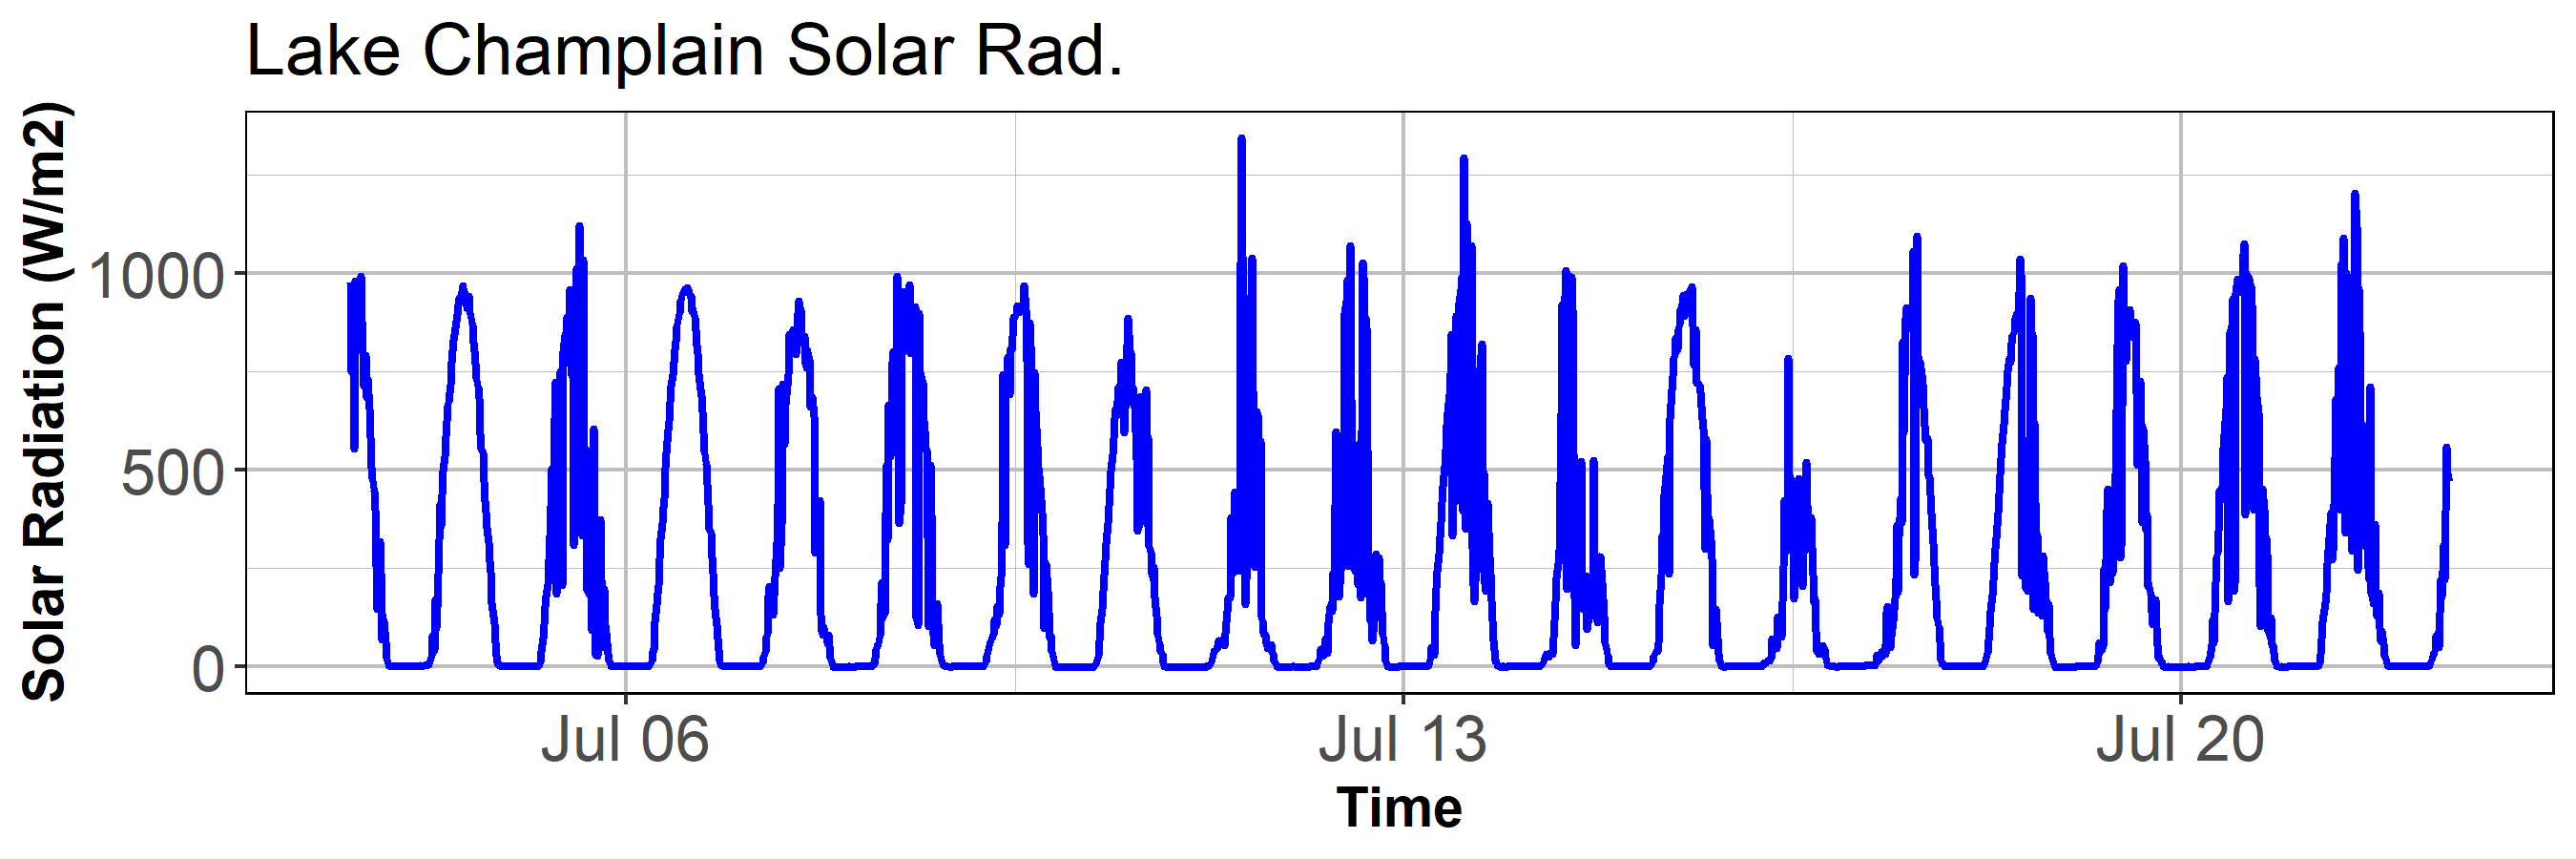 Lake Champlain Solar Rad.
Solar Radiation (W/m2)
1000
500
0
Jul 06 Jul 13 Jul 20
Time